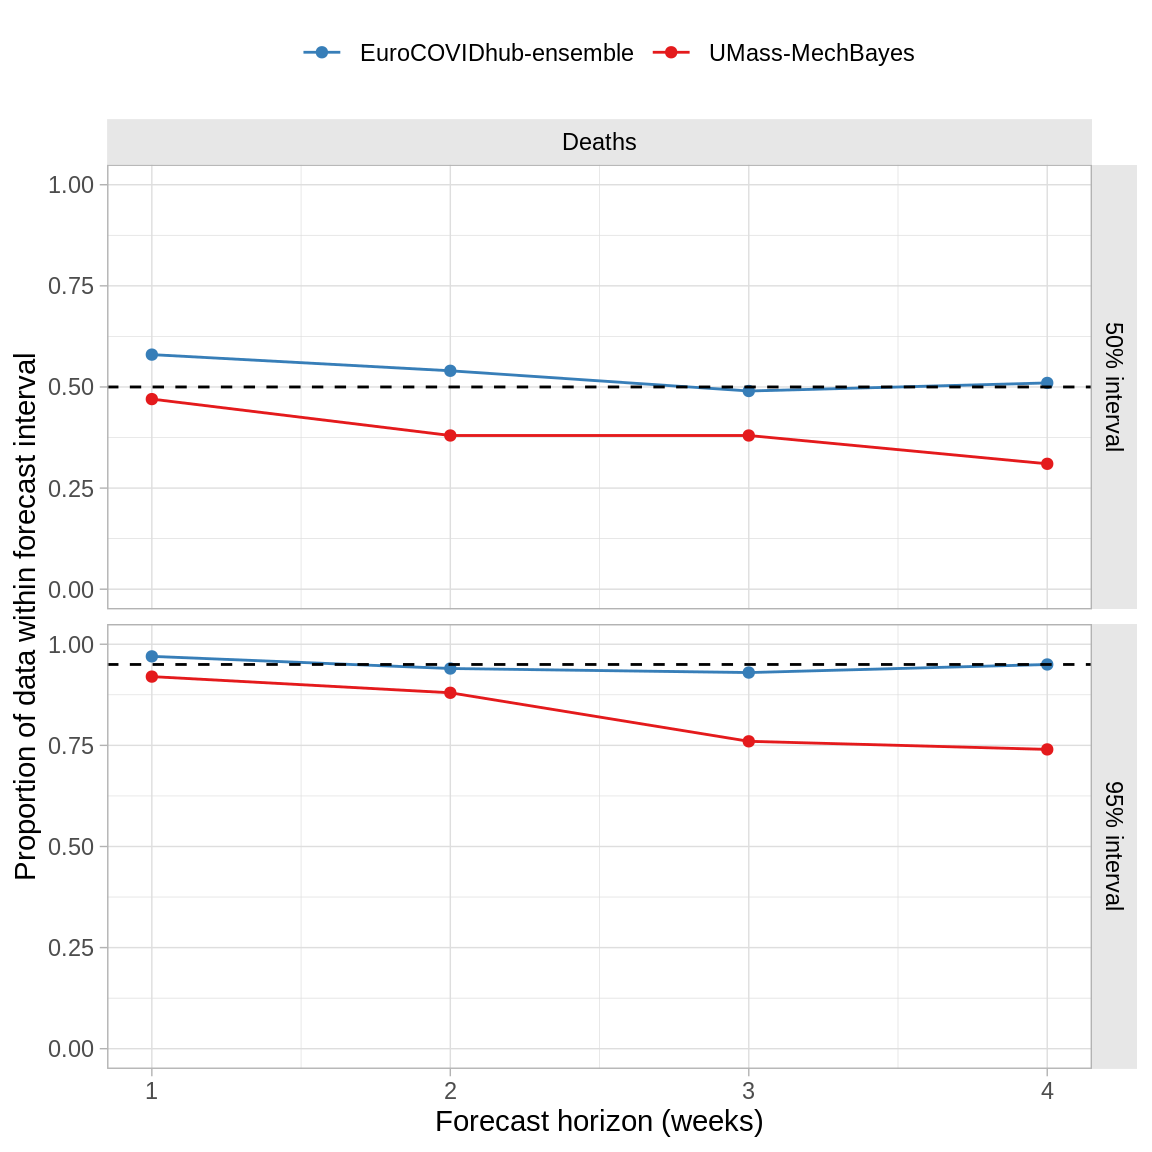 EuroCOVIDhub-ensemble UMass-MechBayes
Deaths
1.00
0.75
0.50
0.25
0.00
50% interval
1.00
0.75
0.50
0.25
0.00
95% interval
Proportion of data within forecast interval
1 2 3 4
Forecast horizon (weeks)